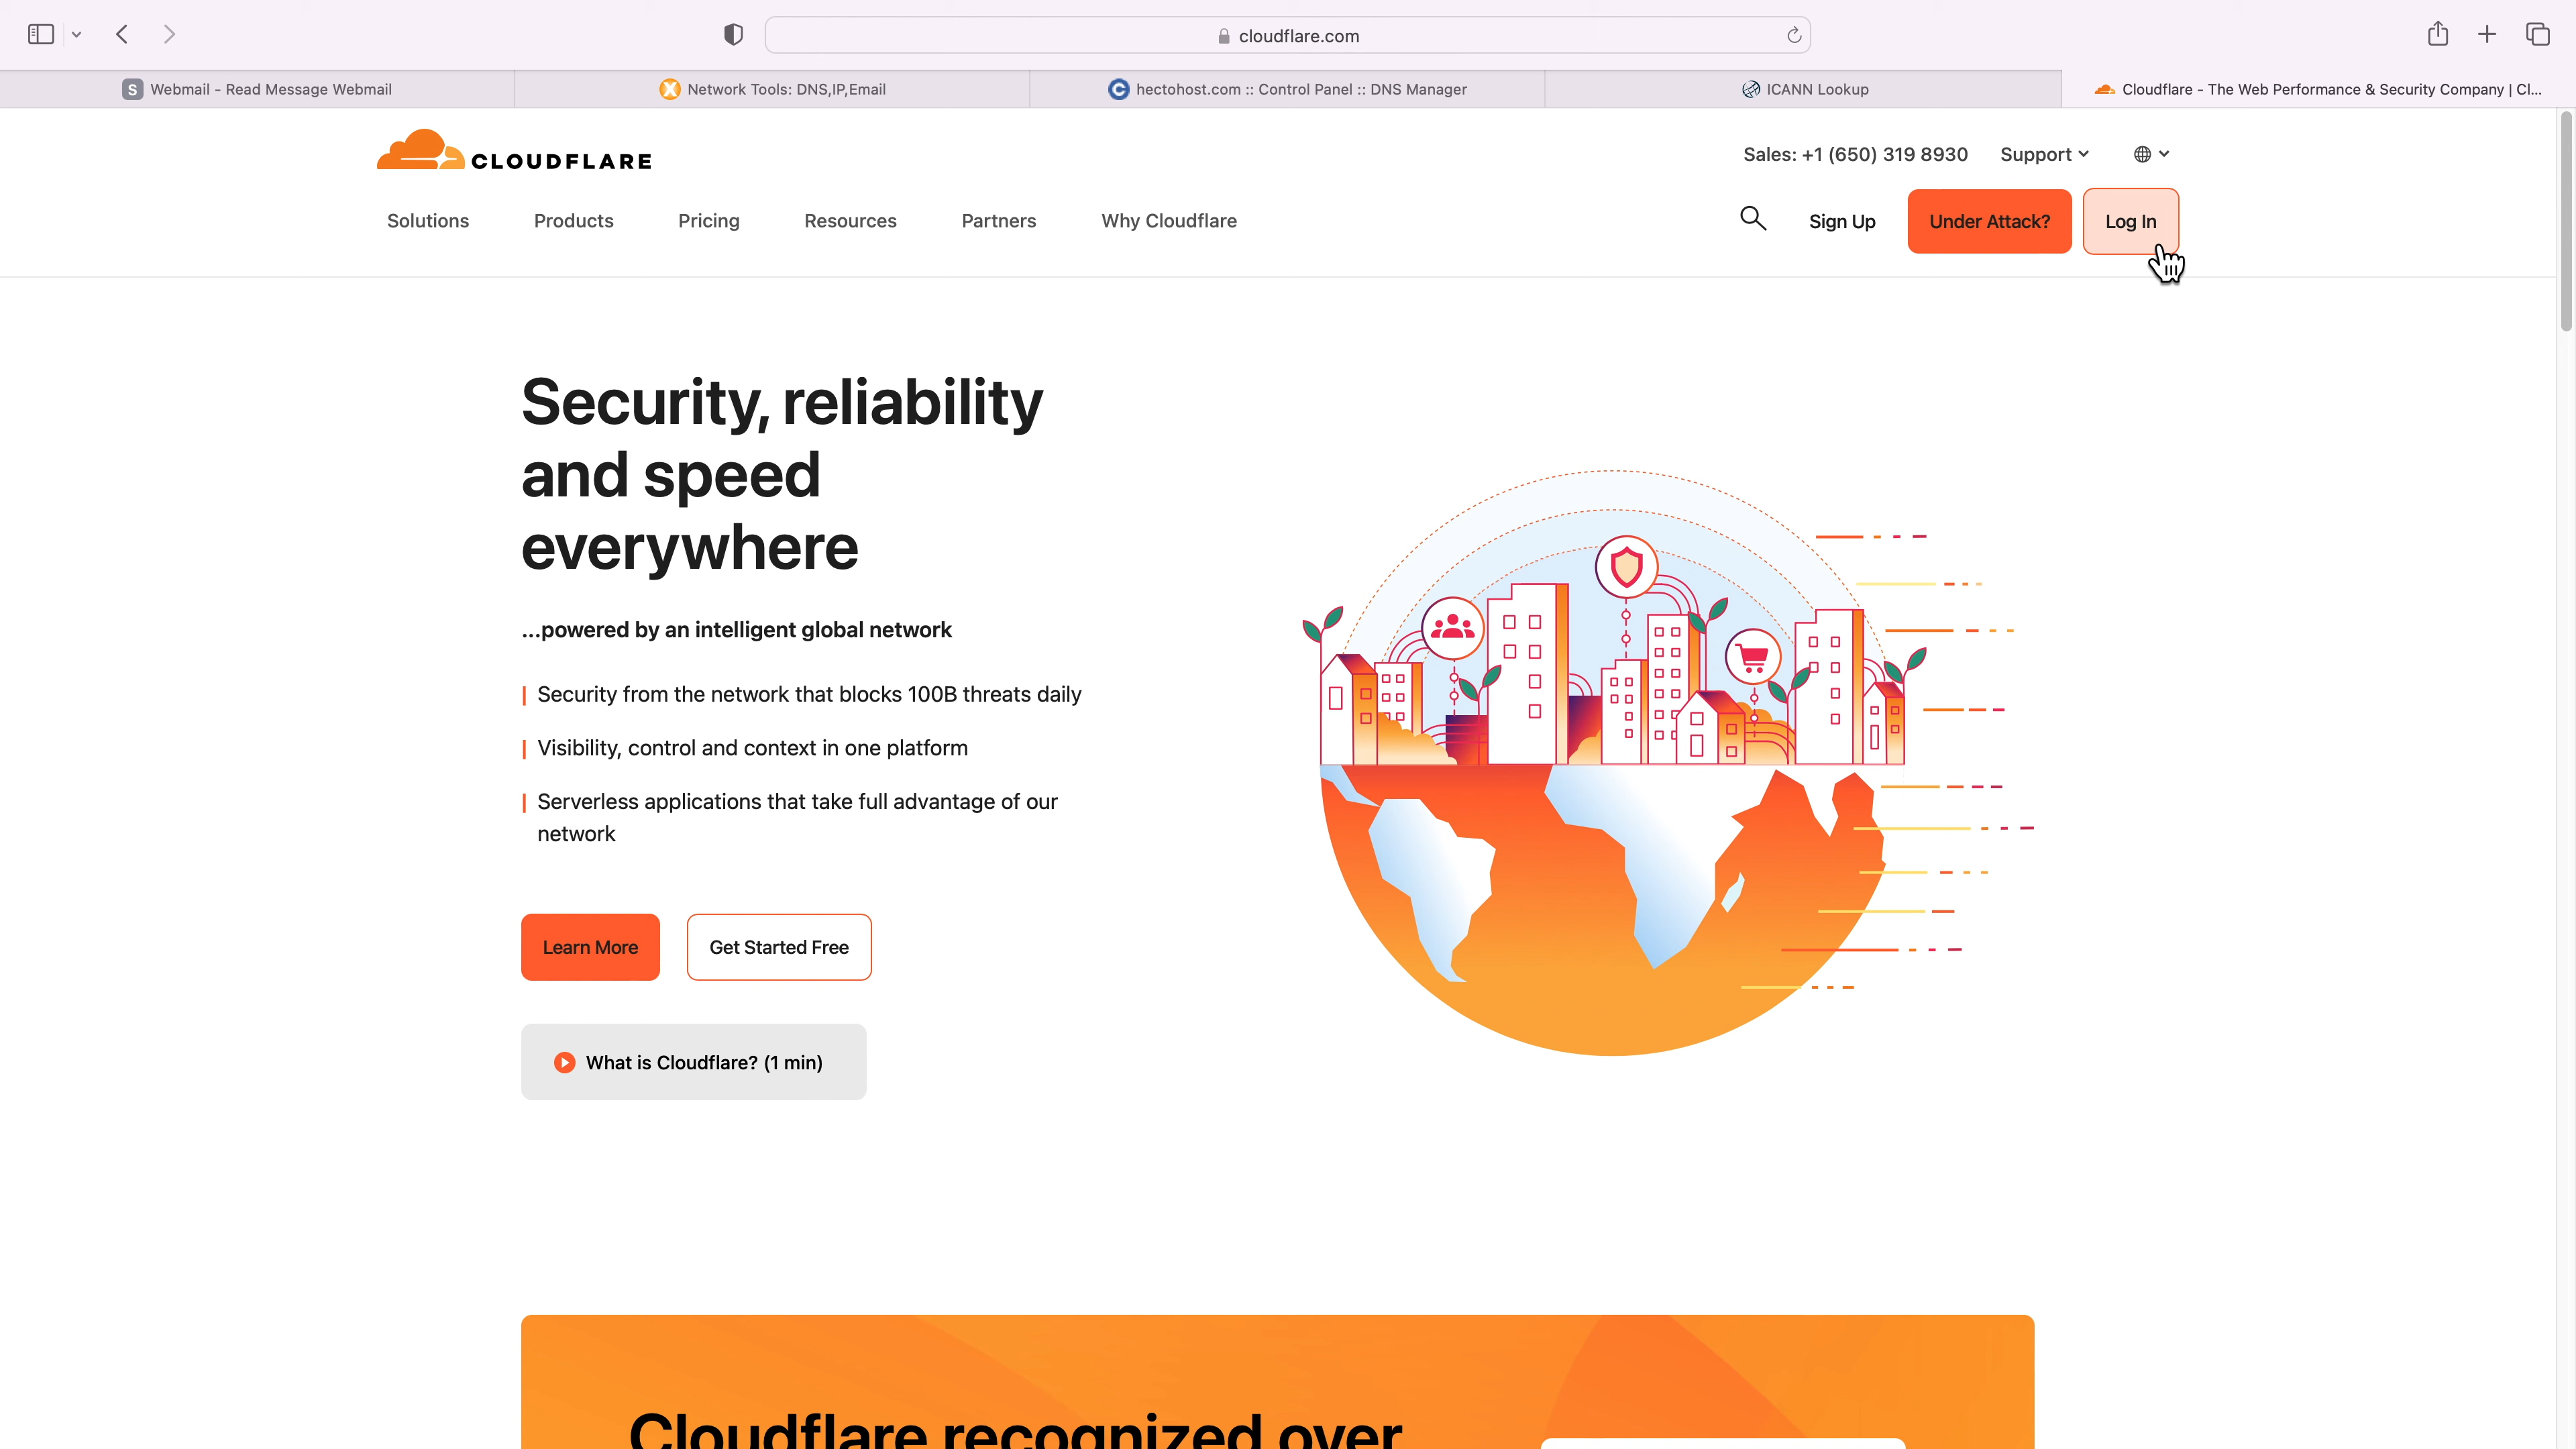 cloudflare.com
S Webmail - Read Message Webmail
Network Tools: DNS,IP,Email
C hectohost.com :: Control Panel :: DNS Manager
ICANN Lookup
Cloudflare - The Web Performance & Security Company | Cl...
CLOUDFLARE
Sales: +1 (650) 319 8930 Support
Solutions Products Pricing Resources Partners Why Cloudflare
Sign Up Under Attack? Log In
Security, reliability
and speed
everywhere
...powered by an intelligent global network
Security from the network that blocks 100B threats daily
Visibility, control and context in one platform
Serverless applications that take full advantage of our
network
Learn More Get Started Free
What is Cloudflare? (1 min)
Cloudflare recognized over